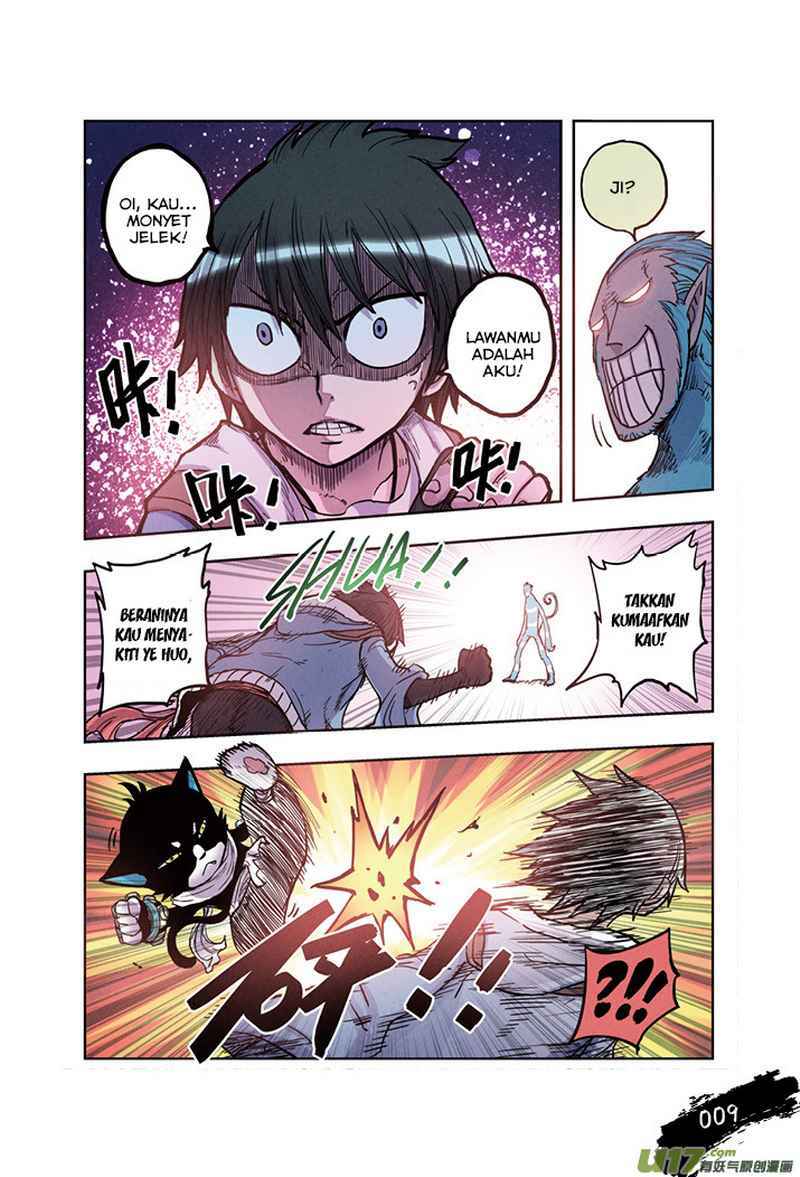 OI, KAU...
MONYET
JELEK!
LAWANMU
ADALAH
AKU!
咔!
咔!
咔!
JI?
SHUA!!
BERANINYA
KAU MENYA-
KITI YE HUO,
TAKKAN
KUMAAFKAN
KAU!
砰!!
?!!!
009
U17.com
有妖气原创漫画